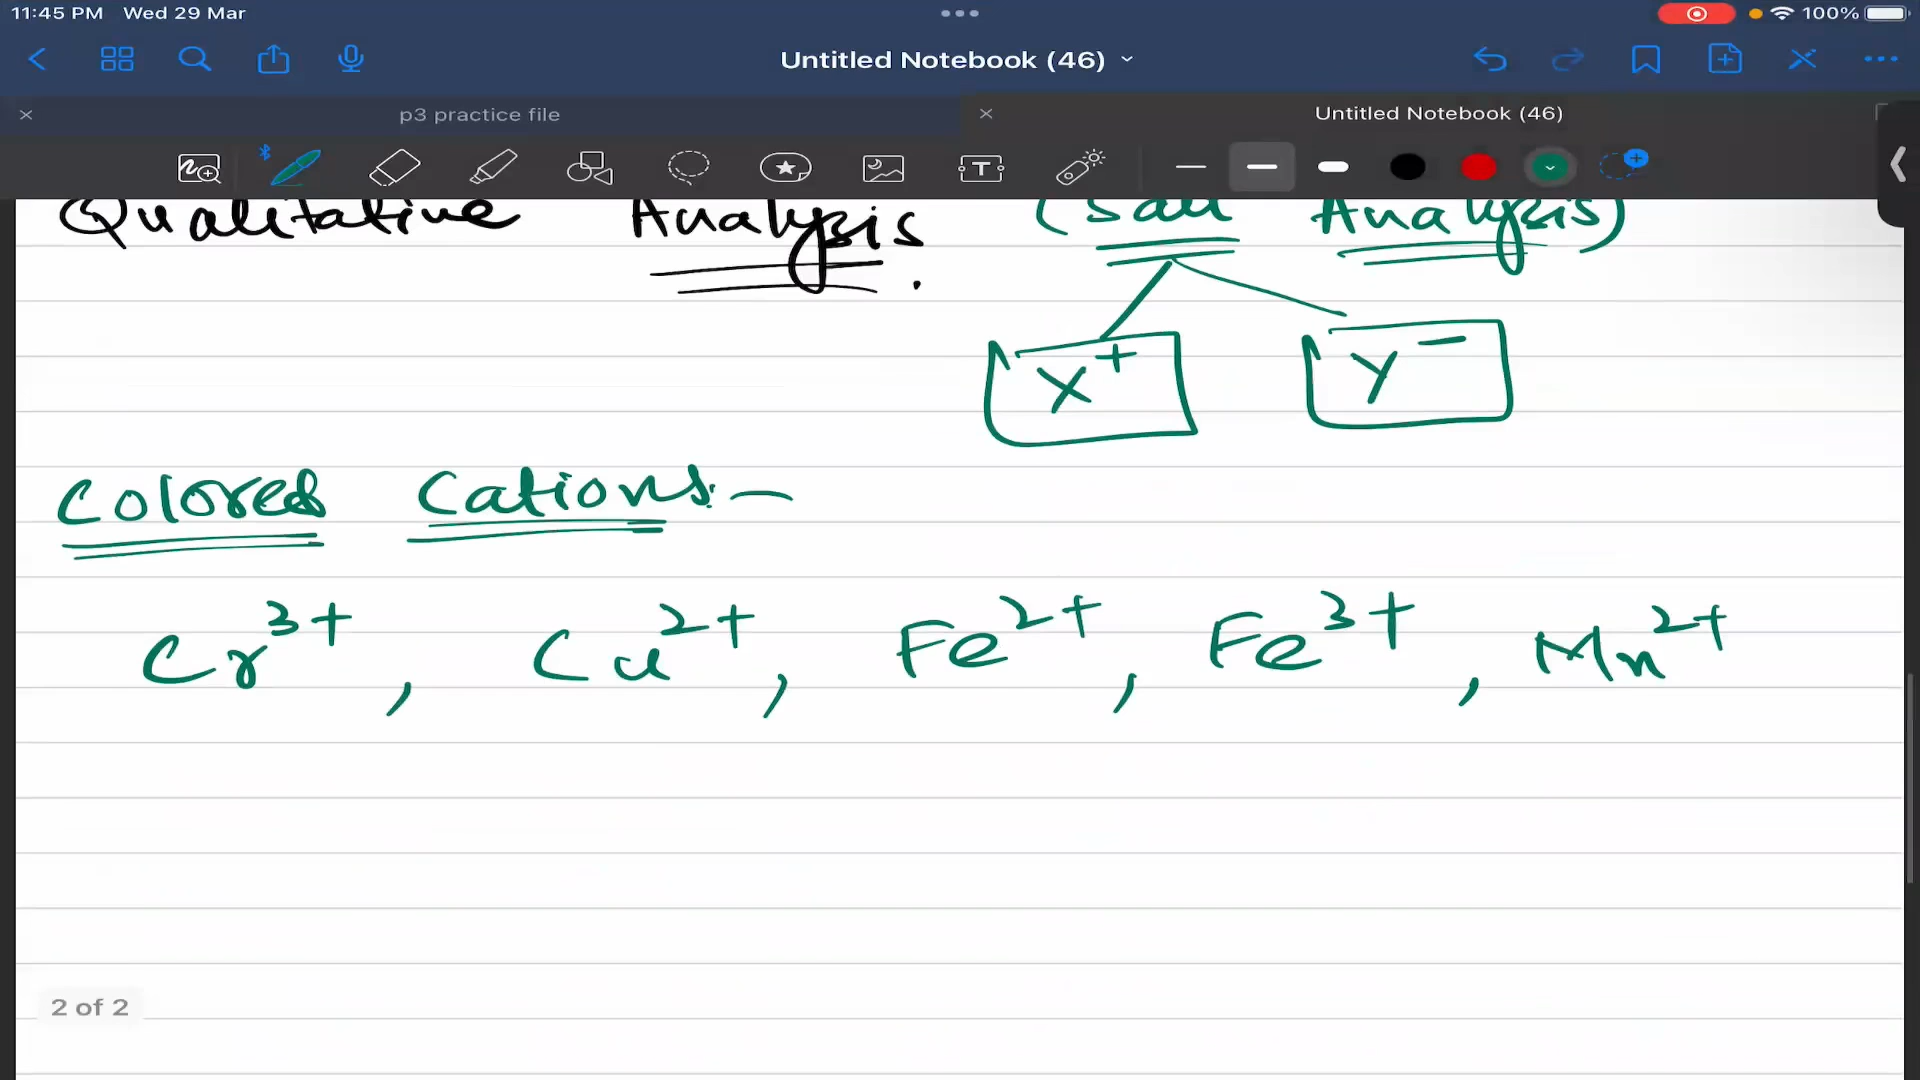 11:45 PM Wed 29 Mar
100%
Untitled Notebook (46)
p3 practice file
Untitled Notebook (46)
T
Qualitative Analysis. (Salt Analysis)
X+ Y−
Colored Cations:-
Cr3+, Cu2+, Fe2+, Fe3+, Mn2+
2 of 2